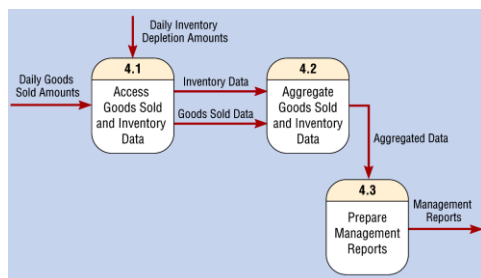 Daily Inventory
Depletion Amounts
Daily Goods
Sold Amounts
4.1
Access
Goods Sold
and Inventory
Data
Inventory Data
Goods Sold Data
4.2
Aggregate
Goods Sold
and Inventory
Data
Aggregated Data
4.3
Prepare
Management
Reports
Management
Reports